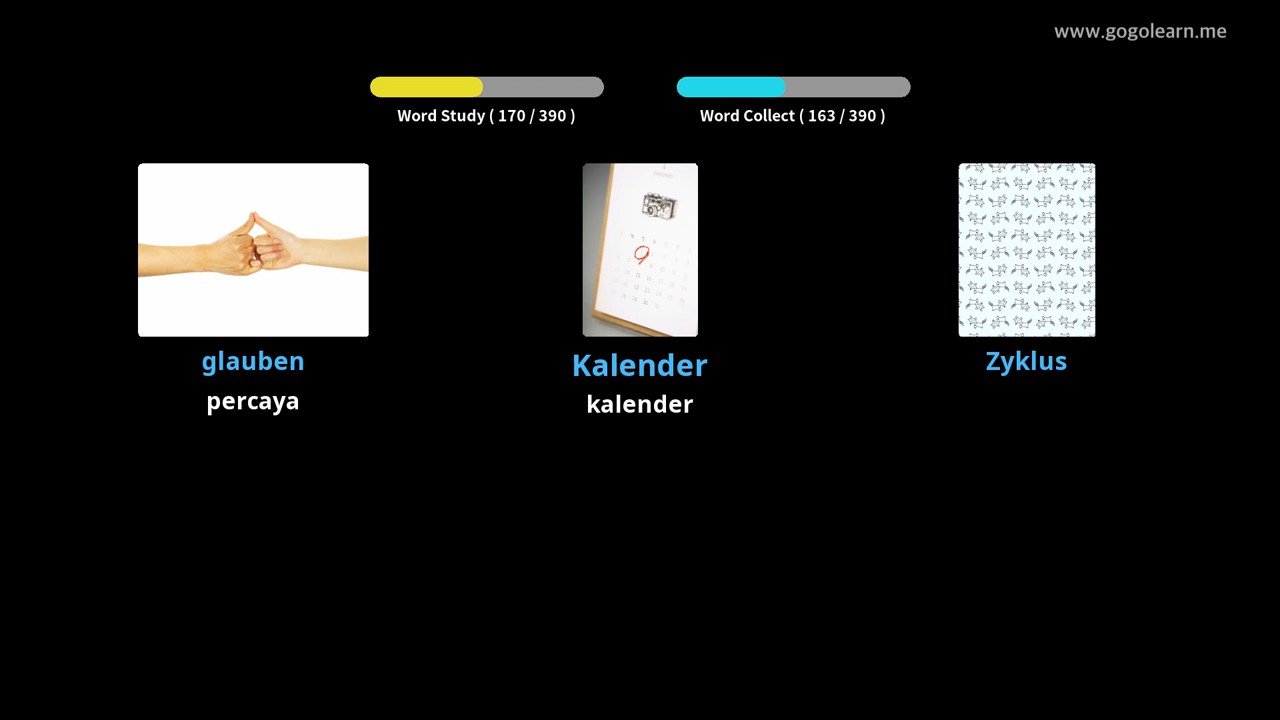 www.gogolearn.me
Word Study ( 170 / 390 )
Word Collect ( 163 / 390 )
glauben
Kalender
Zyklus
percaya
kalender